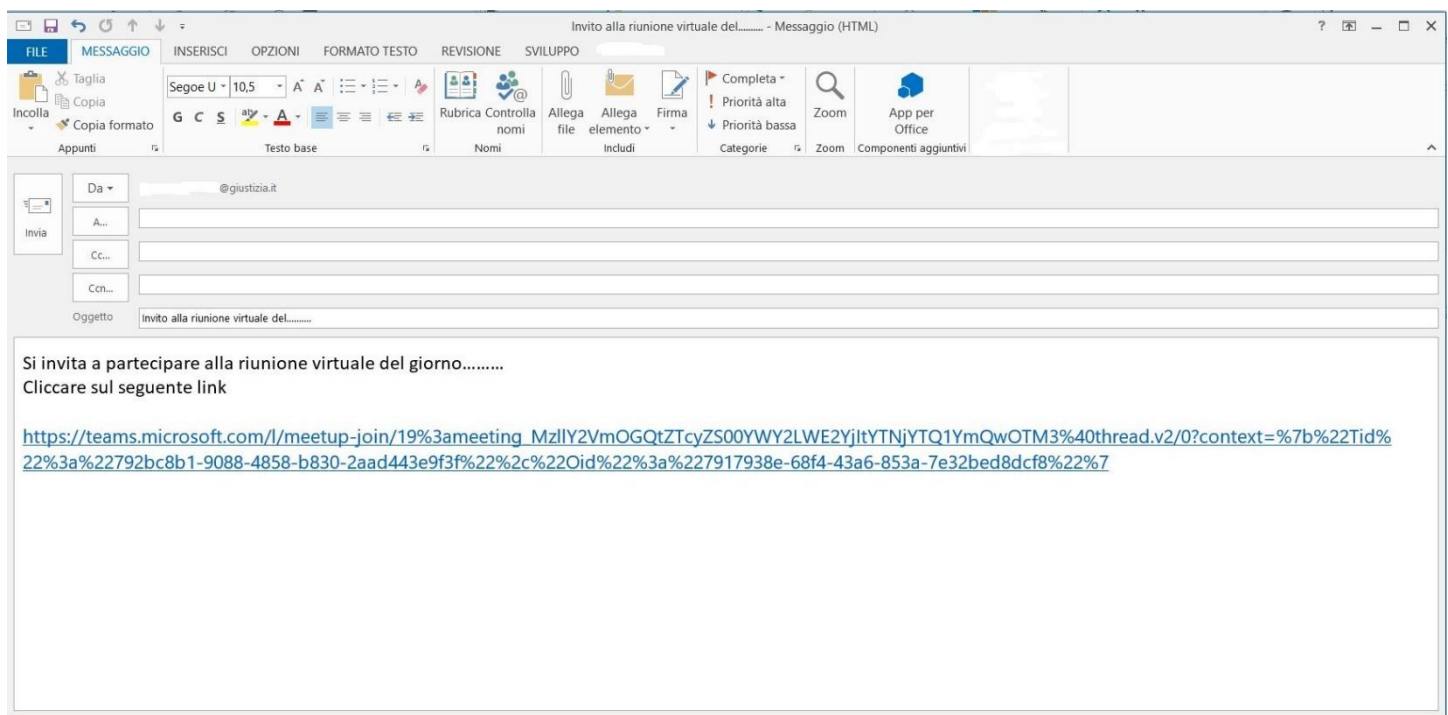 Invito alla riunione virtuale del......... - Messaggio (HTML)
FILE MESSAGGIO INSERISCI OPZIONI FORMATO TESTO REVISIONE SVILUPPO
Incolla
Taglia
Copia
Copia formato
Appunti
Segoe U 10,5
G C S
Testo base
Rubrica Controlla nomi
Nomi
Allega file
Allega elemento
Firma
Includi
Completa
Priorità alta
Priorità bassa
Categorie
Zoom
Zoom
App per Office
Componenti aggiuntivi
Invia
Da @giustizia.it
A...
Cc...
Ccn...
Oggetto Invito alla riunione virtuale del.........
Si invita a partecipare alla riunione virtuale del giorno.........
Cliccare sul seguente link
https://teams.microsoft.com/l/meetup-join/19%3ameeting_MzllY2VmOGQtZTcyZS00YWY2LWE2YjItYTNjYTQ1YmQwOTM3%40thread.v2/0?context=%7b%22Tid%
22%3a%22792bc8b1-9088-4858-b830-2aad443e9f3f%22%2c%22Oid%22%3a%227917938e-68f4-43a6-853a-7e32bed8dcf8%22%7